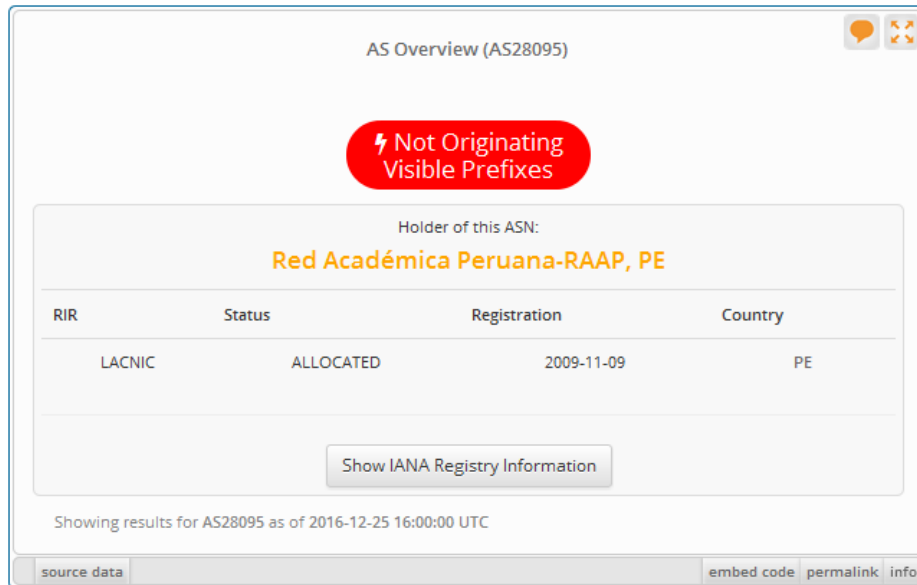 AS Overview (AS28095)
Not Originating
Visible Prefixes
Holder of this ASN:
Red Académica Peruana-RAAP, PE
RIR Status Registration Country
LACNIC ALLOCATED 2009-11-09 PE
Show IANA Registry Information
Showing results for AS28095 as of 2016-12-25 16:00:00 UTC
source data embed code permalink info